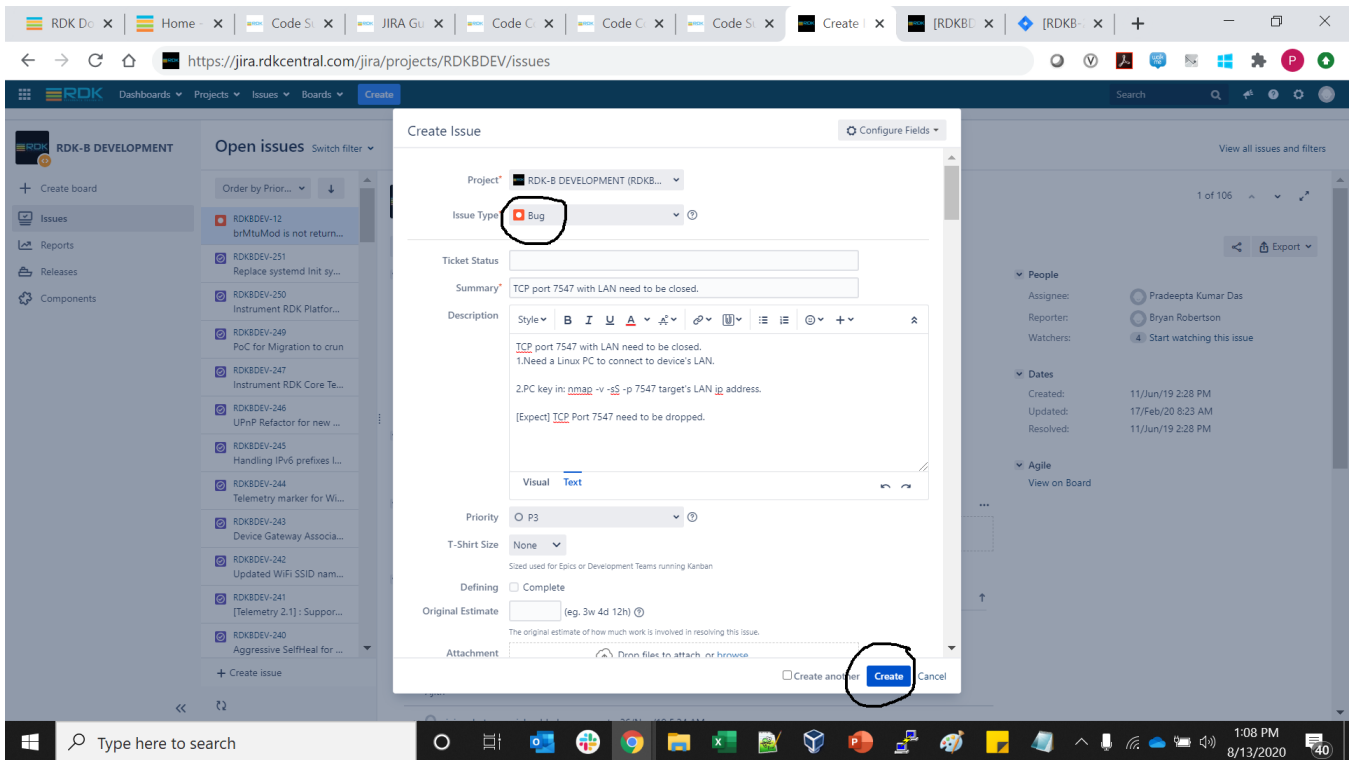 RDK Do
Home -
Code Su
JIRA Gu
Code C
Code Co
Code Su
Create I
[RDKBD
[RDKB-
https://jira.rdkcentral.com/jira/projects/RDKBDEV/issues
P
RDK
Dashboards
Projects
Issues
Boards
Create
Search
RDK-B DEVELOPMENT
Create board
Issues
Reports
Releases
Components
Open issues Switch filter
View all issues and filters
Order by Prior...
RDKBDEV-12
brMtuMod is not return...
RDKBDEV-251
Replace systemd Init sy...
RDKBDEV-250
Instrument RDK Platfor...
RDKBDEV-249
PoC for Migration to crun
RDKBDEV-247
Instrument RDK Core Te...
RDKBDEV-246
UPnP Refactor for new ...
RDKBDEV-245
Handling IPv6 prefixes I...
RDKBDEV-244
Telemetry marker for Wi...
RDKBDEV-243
Device Gateway Associa...
RDKBDEV-242
Updated WiFi SSID nam...
RDKBDEV-241
[Telemetry 2.1] : Suppor...
RDKBDEV-240
Aggressive SelfHeal for ...
+ Create issue
Create Issue
Configure Fields
Project* RDK-B DEVELOPMENT (RDKB...
Issue Type Bug
Ticket Status
Summary* TCP port 7547 with LAN need to be closed.
Description
Style B I U A
TCP port 7547 with LAN need to be closed.
1.Need a Linux PC to connect to device's LAN.
2.PC key in: nmap -v -sS -p 7547 target's LAN ip address.
[Expect] TCP Port 7547 need to be dropped.
Visual Text
Priority P3
T-Shirt Size None
Sized used for Epics or Development Teams running Kanban
Defining Complete
Original Estimate (eg. 3w 4d 12h)
The original estimate of how much work is involved in resolving this issue.
Attachment Drop files to attach, or browse.
Create another Create Cancel
1 of 106
Export
People
Assignee: Pradeepta Kumar Das
Reporter: Bryan Robertson
Watchers: 4 Start watching this issue
Dates
Created: 11/Jun/19 2:28 PM
Updated: 17/Feb/20 8:23 AM
Resolved: 11/Jun/19 2:28 PM
Agile
View on Board
Type here to search
1:08 PM
8/13/2020
40